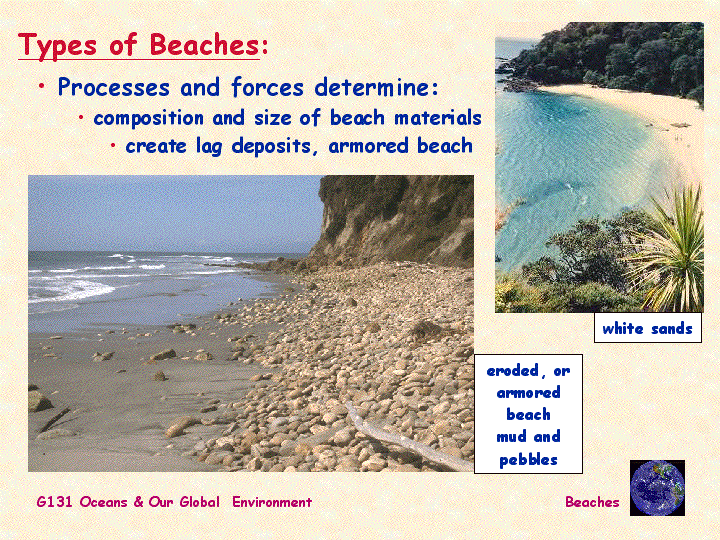 Types of Beaches:
• Processes and forces determine:
• composition and size of beach materials
• create lag deposits, armored beach
white sands
eroded, or
armored
beach
mud and
pebbles
G131 Oceans & Our Global Environment
Beaches